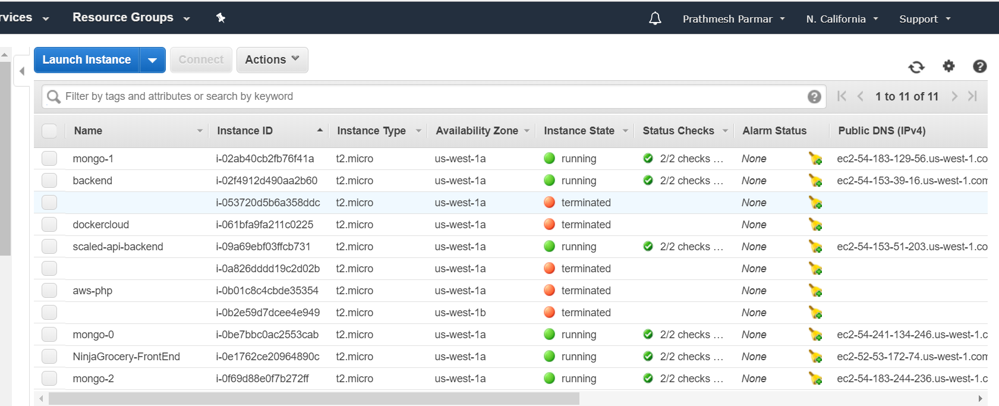 rvices Resource Groups Prathmesh Parmar N. California Support
Launch Instance Connect Actions
Filter by tags and attributes or search by keyword 1 to 11 of 11
Name Instance ID Instance Type Availability Zone Instance State Status Checks Alarm Status Public DNS (IPv4)
mongo-1 i-02ab40cb2fb76f41a t2.micro us-west-1a running 2/2 checks … None ec2-54-183-129-56.us-west-1.co
backend i-02f4912d490aa2b60 t2.micro us-west-1a running 2/2 checks … None ec2-54-153-39-16.us-west-1.com
i-053720d5b6a358ddc t2.micro us-west-1a terminated None
dockercloud i-061bfa9fa211c0225 t2.micro us-west-1a terminated None
scaled-api-backend i-09a69ebf03ffcb731 t2.micro us-west-1a running 2/2 checks … None ec2-54-153-51-203.us-west-1.co
i-0a826dddd19c2d02b t2.micro us-west-1a terminated None
aws-php i-0b01c8c4cbde35354 t2.micro us-west-1a terminated None
i-0b2e59d7dcee4e949 t2.micro us-west-1b terminated None
mongo-0 i-0be7bbc0ac2553cab t2.micro us-west-1a running 2/2 checks … None ec2-54-241-134-246.us-west-1.c
NinjaGrocery-FrontEnd i-0e1762ce20964890c t2.micro us-west-1a running 2/2 checks … None ec2-52-53-172-74.us-west-1.com
mongo-2 i-0f69d88e0f7b272ff t2.micro us-west-1a running 2/2 checks … None ec2-54-183-244-236.us-west-1.c